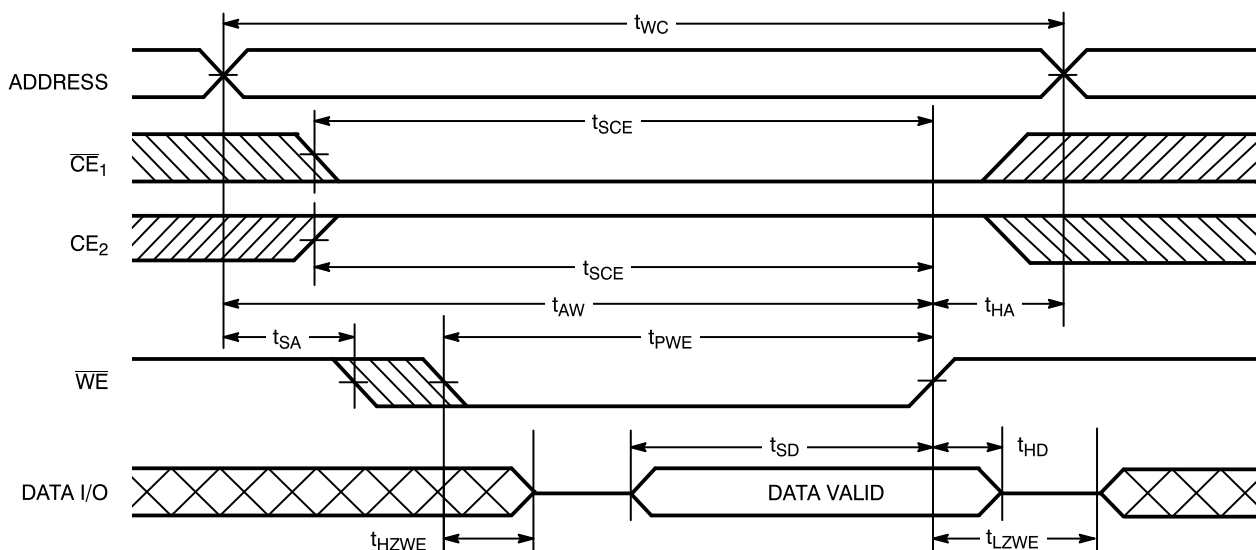 tWC
ADDRESS
tSCE
CE1
CE2
tSCE
tAW
tHA
tSA
tPWE
WE
tSD
tHD
DATA I/O
DATA VALID
tHZWE
tLZWE